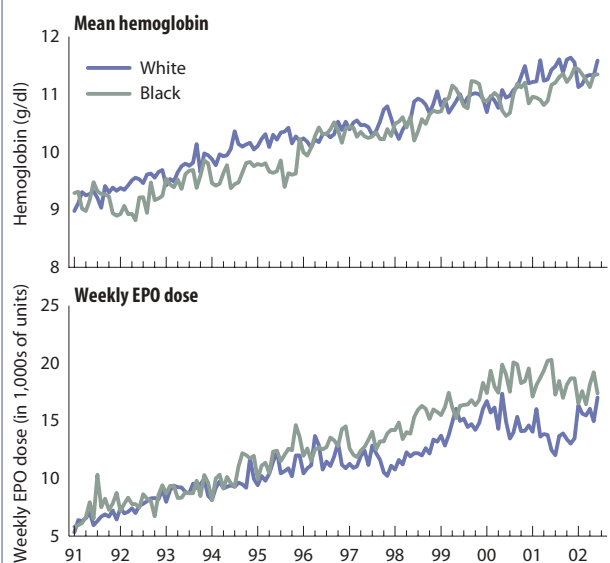 Mean hemoglobin
12
11
10
9
8
Hemoglobin (g/dl)
White
Black
Weekly EPO dose
25
20
15
10
5
Weekly EPO dose (in 1,000s of units)
91 92 93 94 95 96 97 98 99 00 01 02